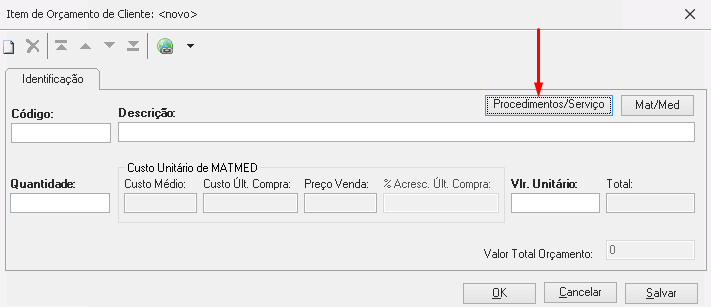 Item de Orçamento de Cliente: <novo>
Identificação
Procedimentos/Serviço Mat/Med
Código: Descrição:
Custo Unitário de MATMED
Quantidade: Custo Médio: Custo Últ. Compra: Preço Venda: % Acresc. Últ. Compra: Vlr. Unitário: Total:
Valor Total Orçamento: 0
OK Cancelar Salvar